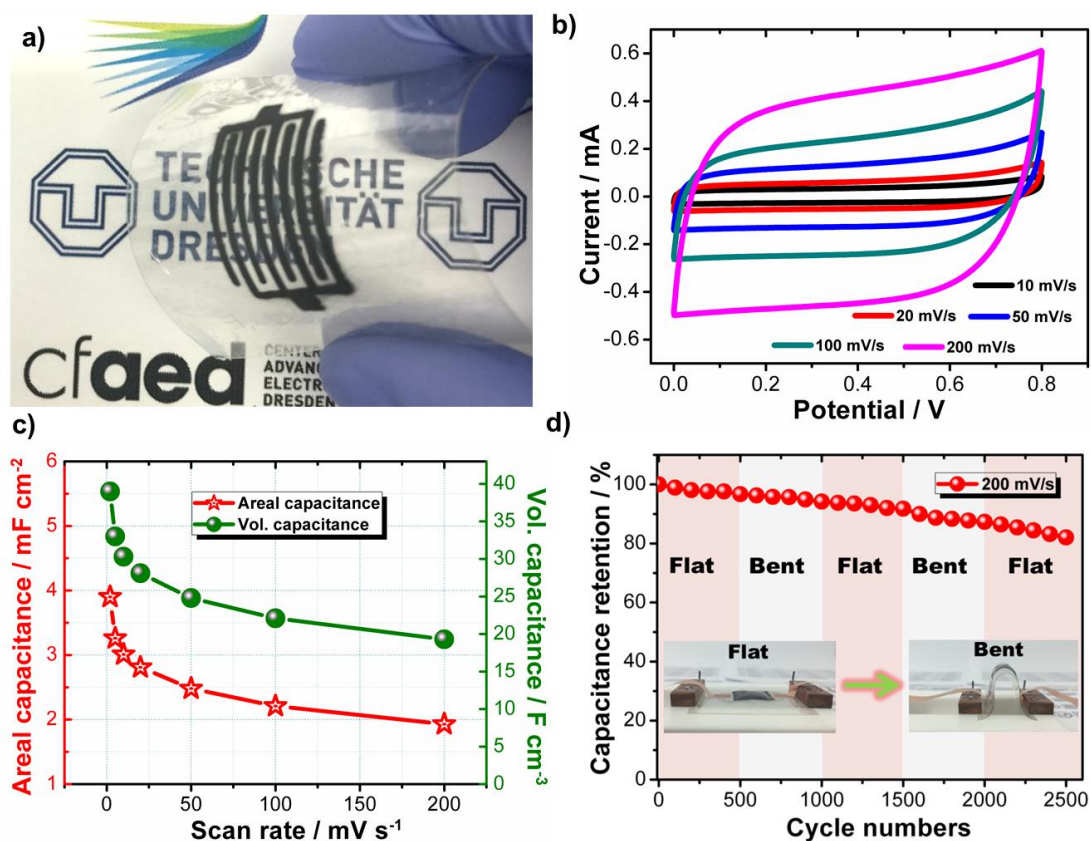 a)
TECHNISCHE
UNIVERSITÄT
DRESDEN
cfaed
CENTER
ADVANC
ELECTR
DRESDEN
b)
Current / mA
0.6
0.4
0.2
0.0
-0.2
-0.4
-0.6
10 mV/s
20 mV/s
50 mV/s
100 mV/s
200 mV/s
0.0 0.2 0.4 0.6 0.8
Potential / V
c)
Areal capacitance / mF cm⁻²
6
5
4
3
2
1
Areal capacitance
Vol. capacitance
40
35
30
25
20
15
10
5
0
Vol. capacitance / F cm⁻³
0 50 100 150 200
Scan rate / mV s⁻¹
d)
Capacitance retention / %
100
80
60
40
20
0
200 mV/s
Flat Bent Flat Bent Flat
Flat
Bent
0 500 1000 1500 2000 2500
Cycle numbers